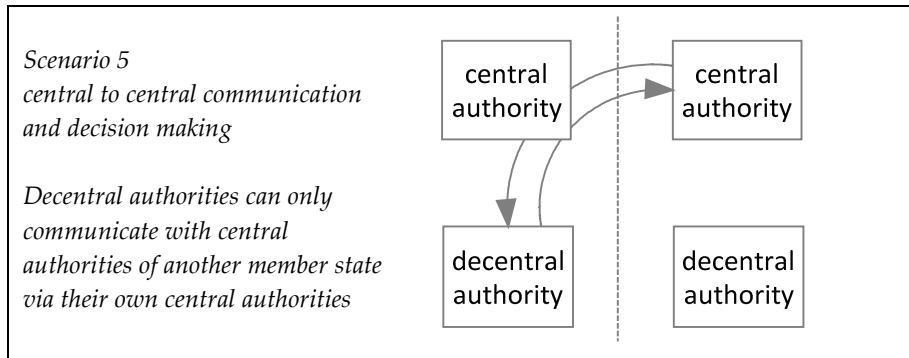 Scenario 5
central to central communication
and decision making
Decentral authorities can only
communicate with central
authorities of another member state
via their own central authorities
central
authority
central
authority
decentral
authority
decentral
authority